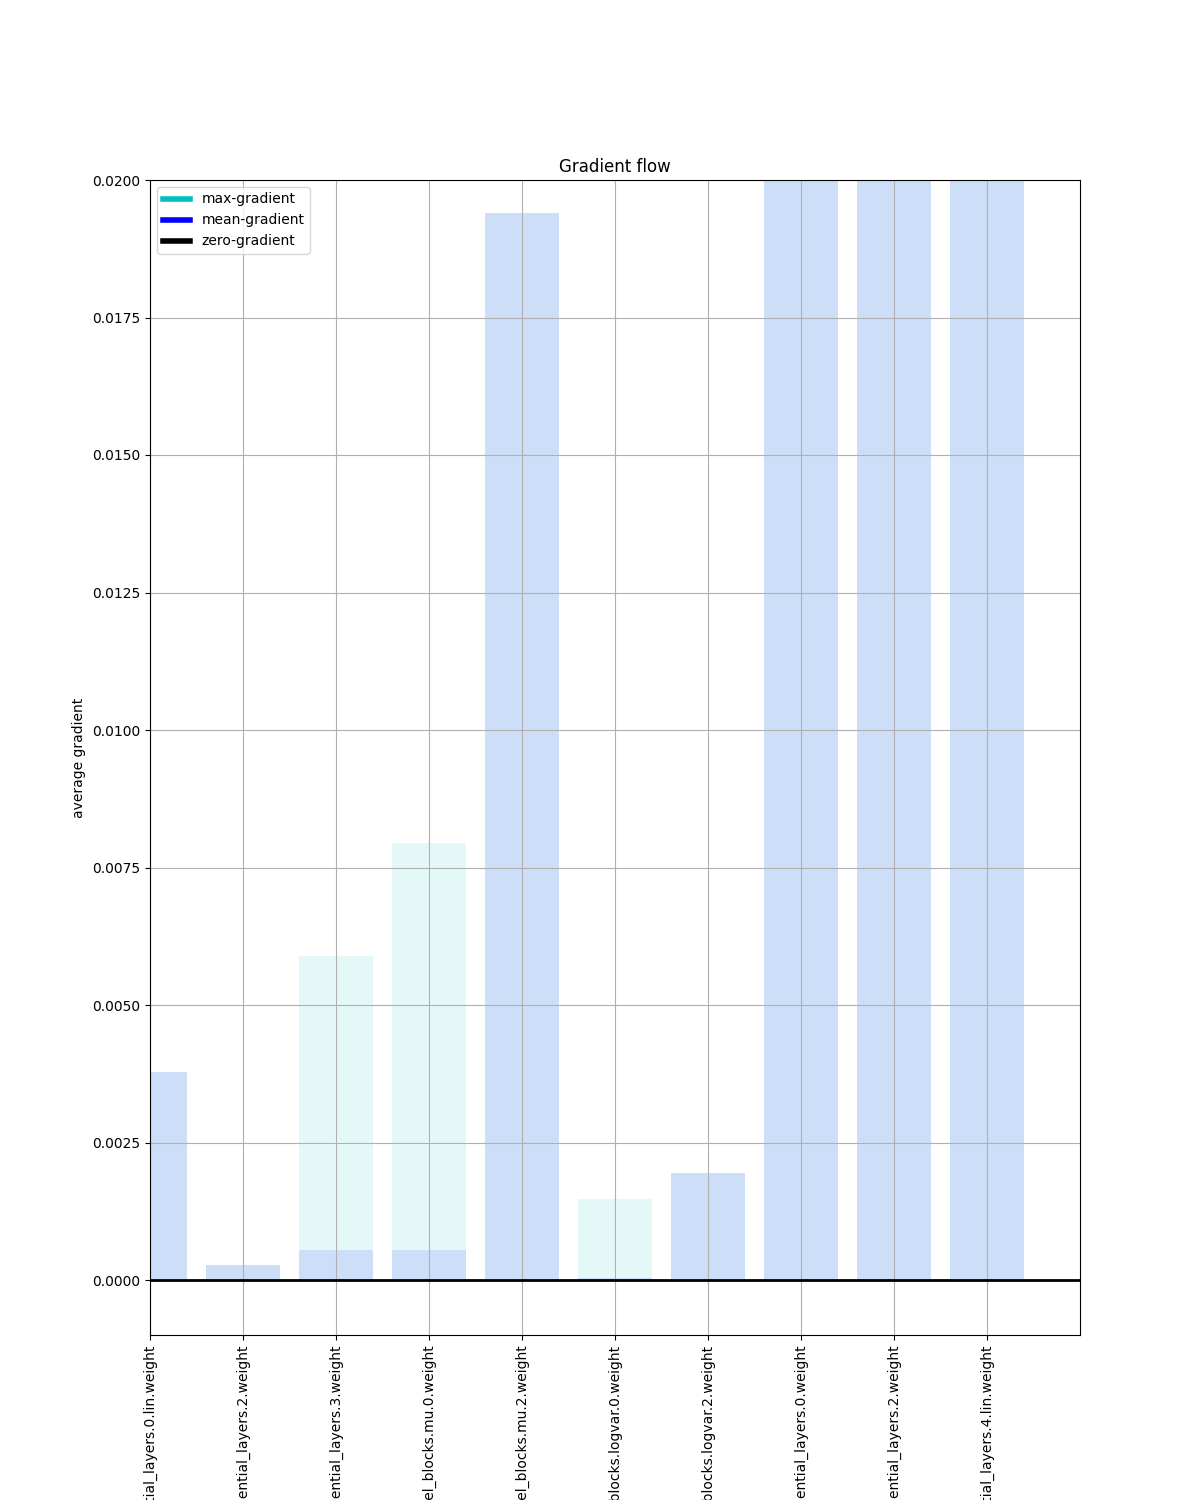 Gradient flow
max-gradient
mean-gradient
zero-gradient
0.0200
0.0175
0.0150
0.0125
0.0100
0.0075
0.0050
0.0025
0.0000
average gradient
tial_layers.0.lin.weight
ential_layers.2.weight
ential_layers.3.weight
el_blocks.mu.0.weight
el_blocks.mu.2.weight
blocks.logvar.0.weight
blocks.logvar.2.weight
ential_layers.0.weight
ential_layers.2.weight
tial_layers.4.lin.weight